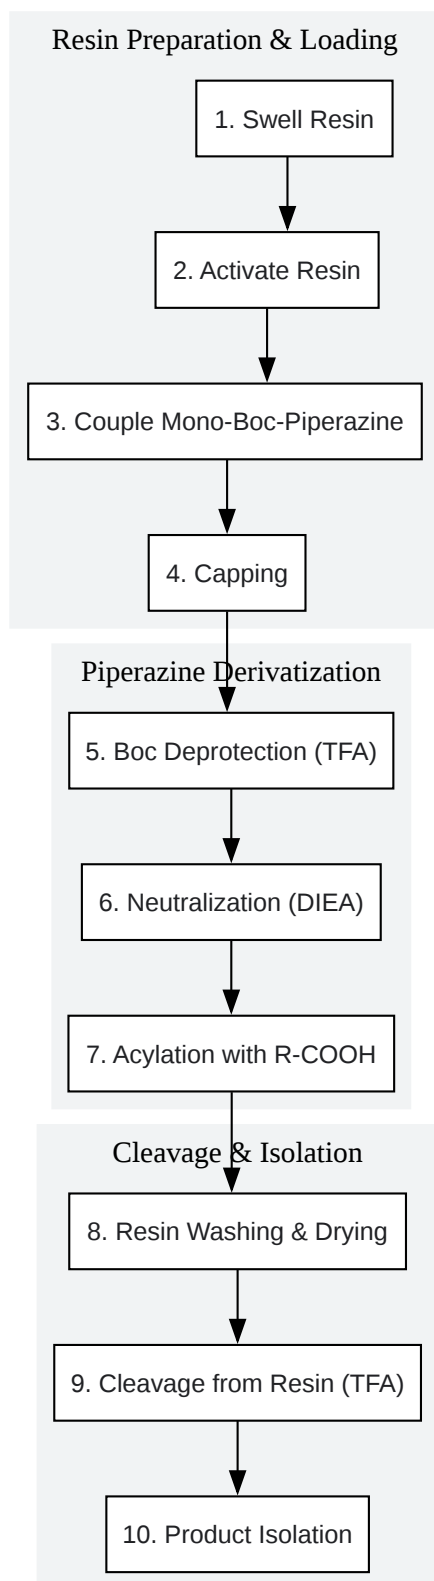 Resin Preparation & Loading
1. Swell Resin
2. Activate Resin
3. Couple Mono-Boc-Piperazine
4. Capping
Piperazine Derivatization
5. Boc Deprotection (TFA)
6. Neutralization (DIEA)
7. Acylation with R-COOH
Cleavage & Isolation
8. Resin Washing & Drying
9. Cleavage from Resin (TFA)
10. Product Isolation